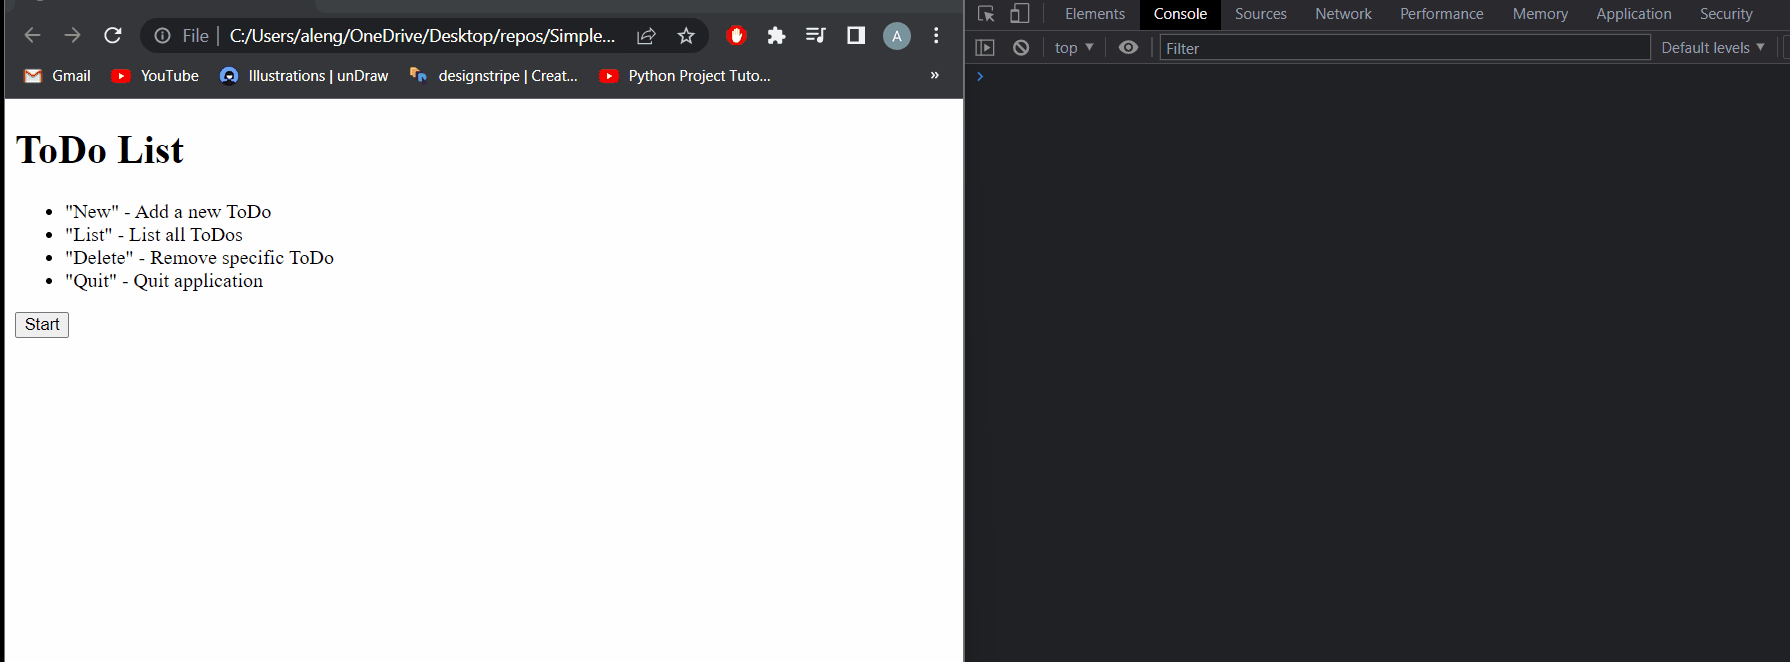 File | C:/Users/aleng/OneDrive/Desktop/repos/Simple... A
Gmail YouTube Illustrations | unDraw designstripe | Creat... Python Project Tuto... »
ToDo List
• "New" - Add a new ToDo
• "List" - List all ToDos
• "Delete" - Remove specific ToDo
• "Quit" - Quit application
Start
Elements Console Sources Network Performance Memory Application Security
top ▼ Filter Default levels ▼